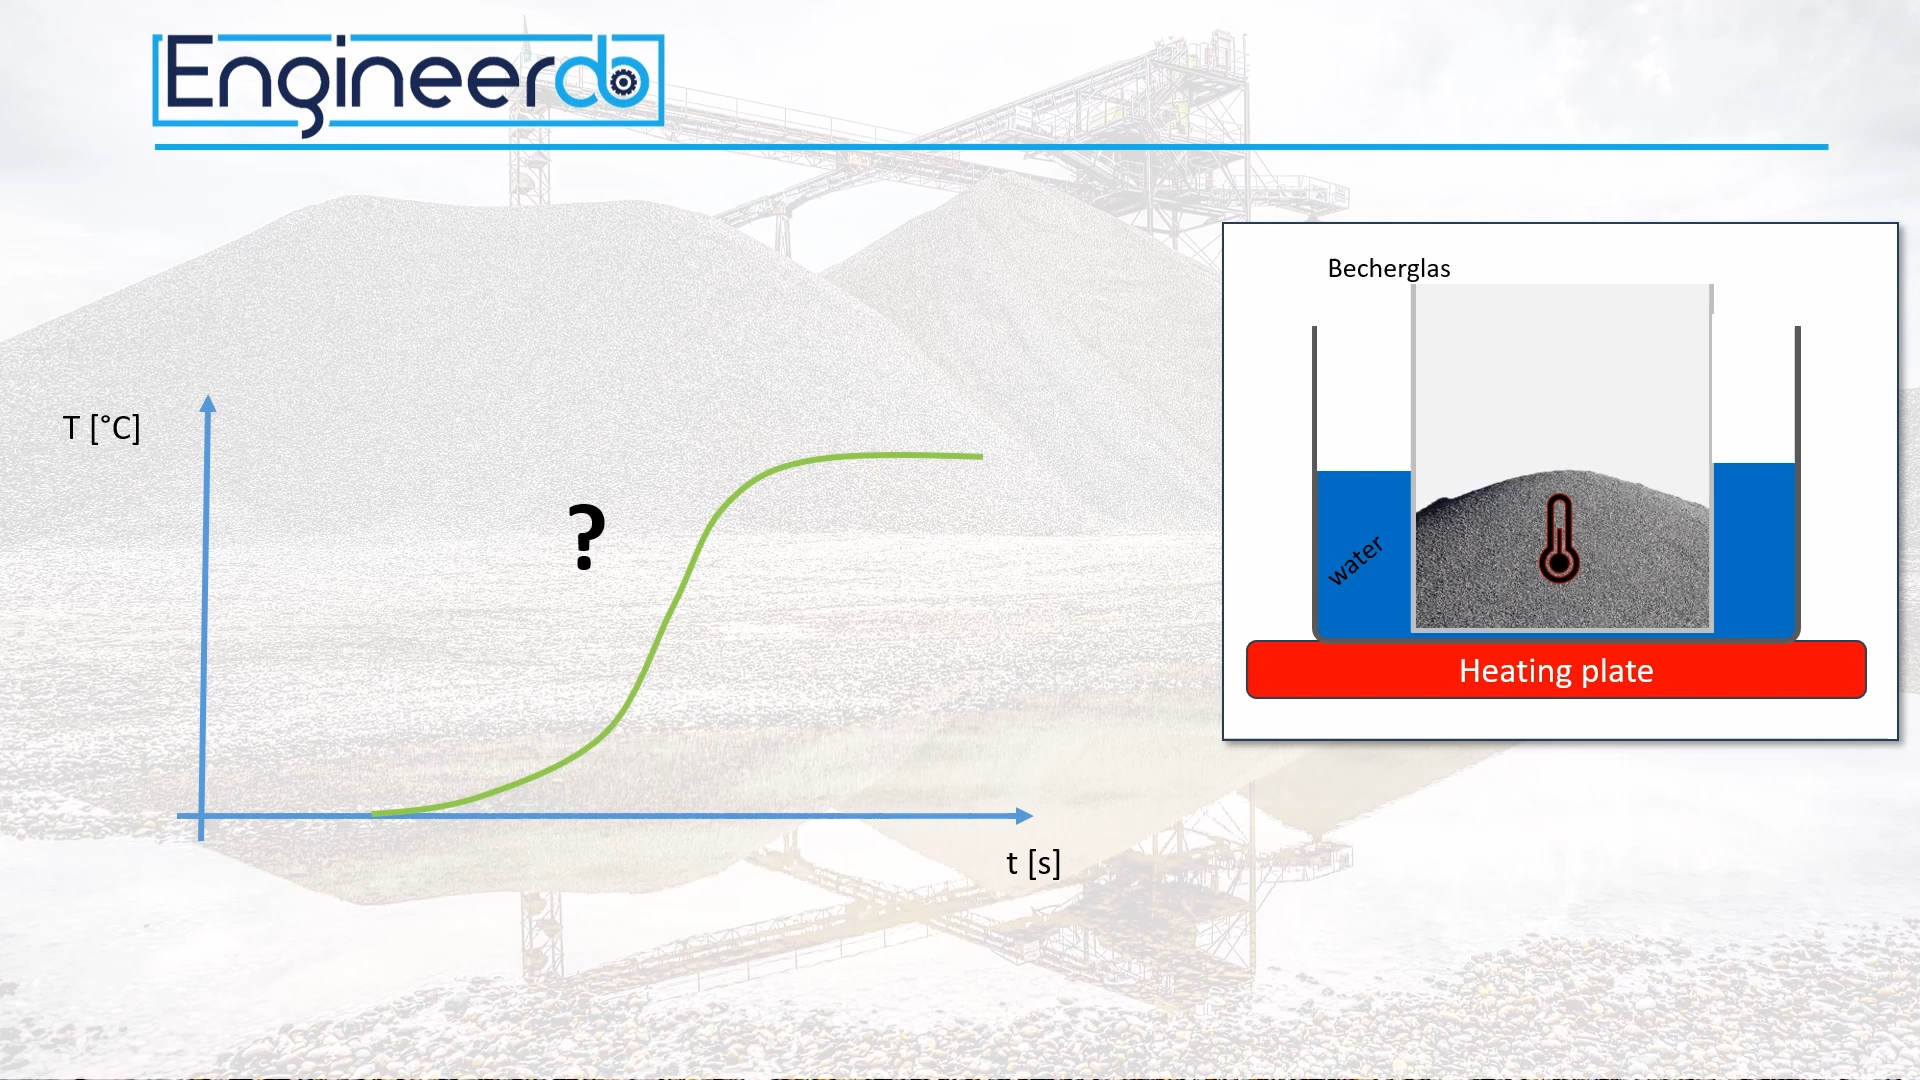 Engineerdo
Becherglas
T [°C]
?
water
Heating plate
t [s]